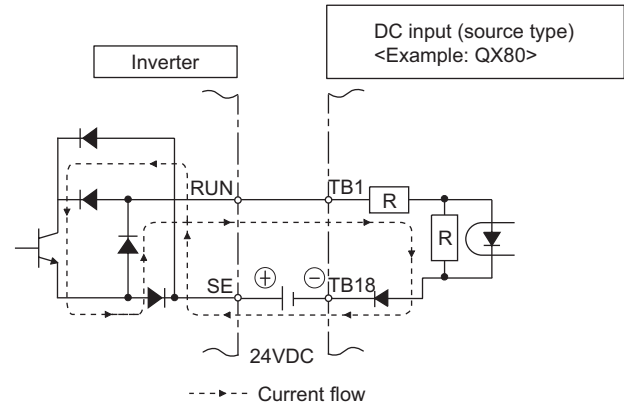 DC input (source type)
<Example: QX80>
Inverter
RUN
TB1
R
R
SE
+
−
TB18
24VDC
Current flow